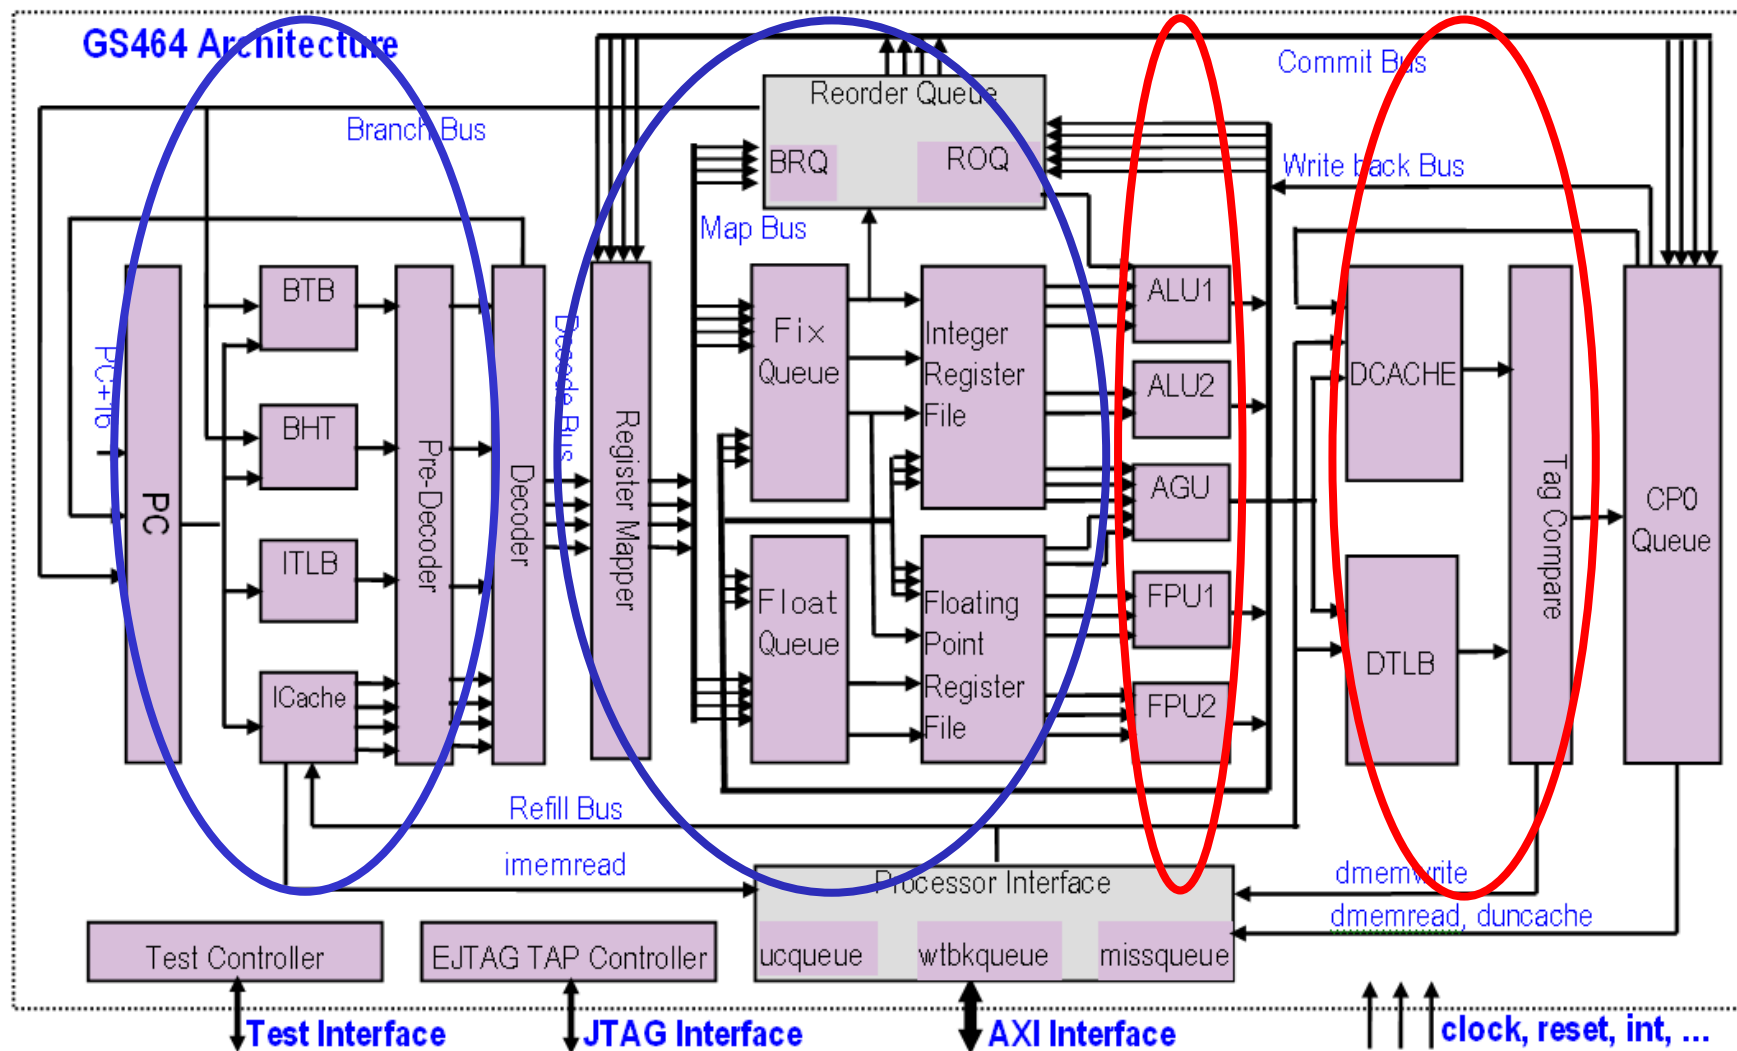 GS464 Architecture
Commit Bus
Reorder Queue
Branch Bus
BRQ
ROQ
Write back Bus
Map Bus
PC+16
PC
BTB
BHT
ITLB
ICache
Pre-Decoder
Decoder
Decode Bus
Register Mapper
Fix
Queue
Float
Queue
Integer
Register
File
Floating
Point
Register
File
ALU1
ALU2
AGU
FPU1
FPU2
DCACHE
DTLB
Tag Compare
CP0
Queue
Refill Bus
imemread
Processor Interface
dmemwrite
dmemread, duncache
ucqueue
wtbkqueue
missqueue
Test Controller
EJTAG TAP Controller
Test Interface
JTAG Interface
AXI Interface
clock, reset, int, ...